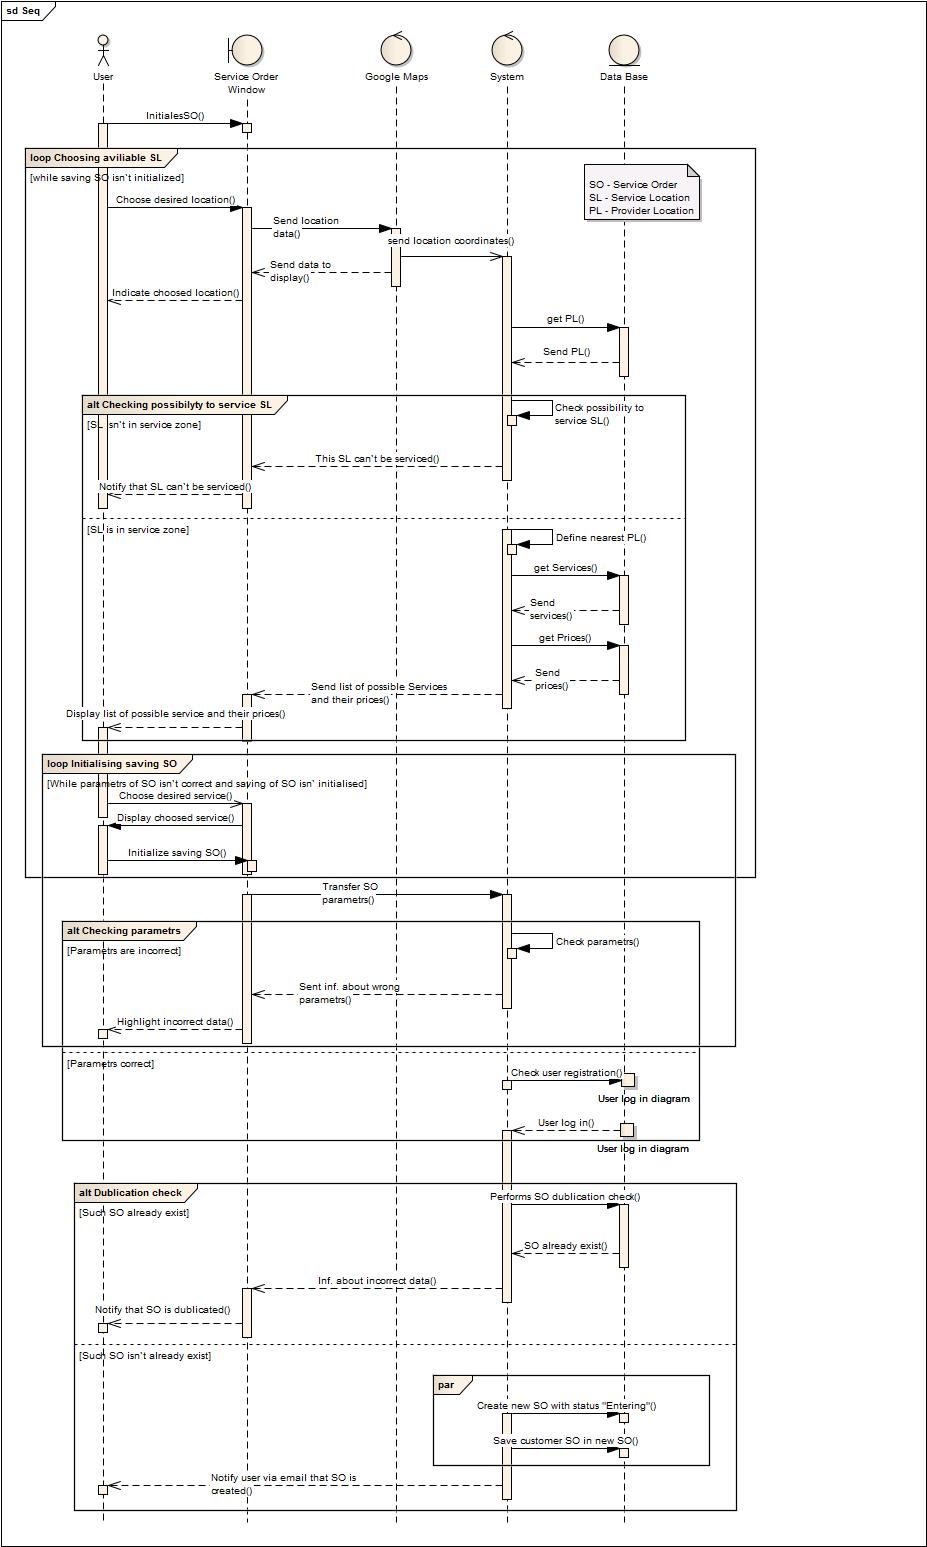 sd Seq
User
Service Order
Window
Google Maps
System
Data Base
InitialesSO()
loop Choosing aviliable SL
[while saving SO isn't initialized]
SO - Service Order
SL - Service Location
PL - Provider Location
Choose desired location()
Send location
data()
send location coordinates()
Send data to
display()
Indicate choosed location()
get PL()
Send PL()
alt Checking possibilyty to service SL
Check possibility to
service SL()
[SL isn't in service zone]
This SL can't be serviced()
Notify that SL can't be serviced()
[SL is in service zone]
Define nearest PL()
get Services()
Send
services()
get Prices()
Send
prices()
Send list of possible Services
and their prices()
Display list of possible service and their prices()
loop Initialising saving SO
[While parametrs of SO isn't correct and saving of SO isn' initialised]
Choose desired service()
Display choosed service()
Initialize saving SO()
Transfer SO
parametrs()
alt Checking parametrs
Check parametrs()
[Parametrs are incorrect]
Sent inf. about wrong
parametrs()
Highlight incorrect data()
[Parametrs correct]
Check user registration()
User log in diagram
User log in()
User log in diagram
alt Dublication check
Performs SO dublication check()
[Such SO already exist]
SO already exist()
Inf. about incorrect data()
Notify that SO is dublicated()
[Such SO isn't already exist]
par
Create new SO with status "Entering"()
Save customer SO in new SO()
Notify user via email that SO is
created()